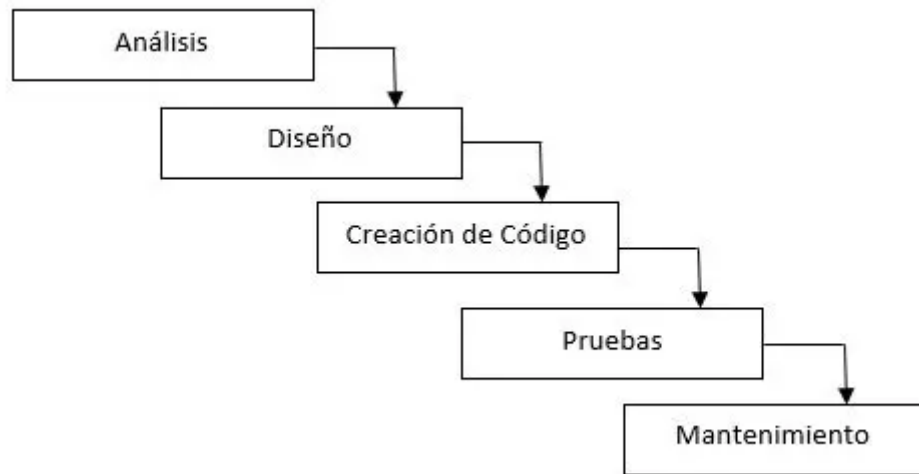 Análisis
Diseño
Creación de Código
Pruebas
Mantenimiento